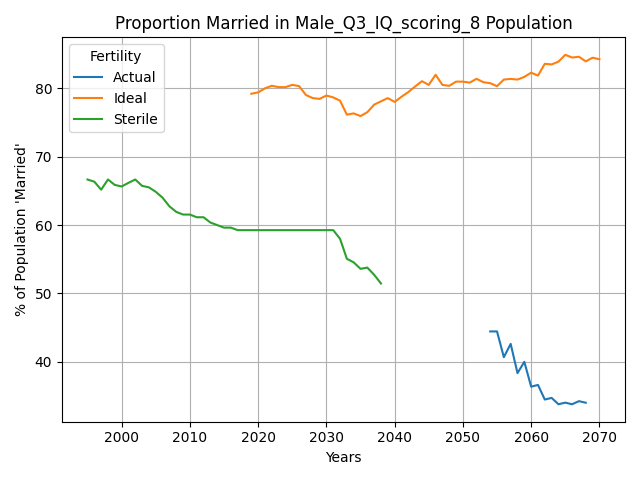 Proportion Married in Male_Q3_IQ_scoring_8 Population
Fertility
Actual
Ideal
Sterile
% of Population 'Married'
80
70
60
50
40
2000 2010 2020 2030 2040 2050 2060 2070
Years